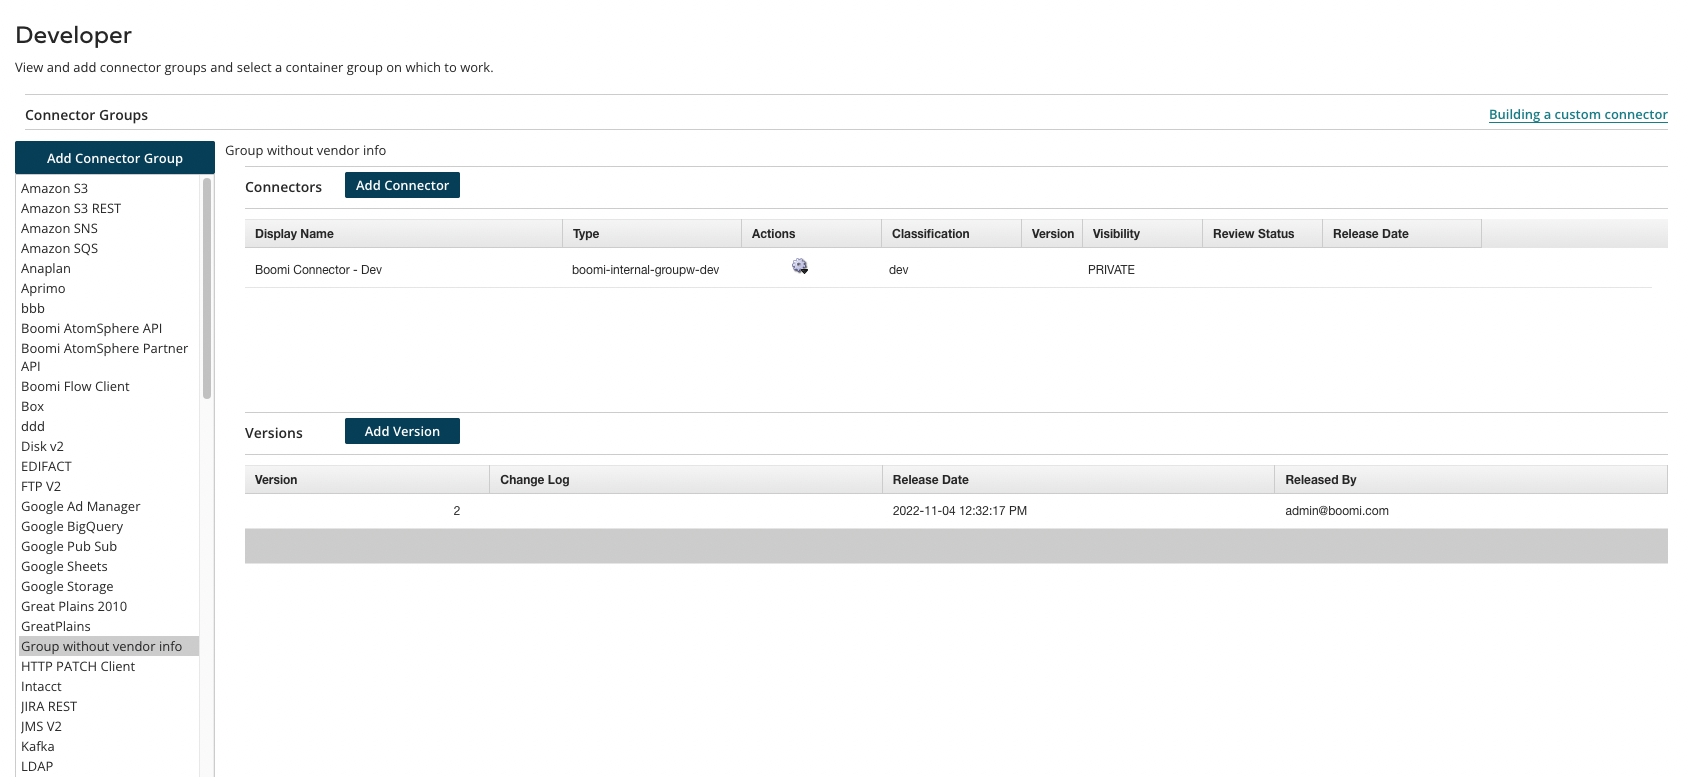 Developer
View and add connector groups and select a container group on which to work.
Connector Groups
Building a custom connector
Add Connector Group
Amazon S3
Amazon S3 REST
Amazon SNS
Amazon SQS
Anaplan
Aprimo
bbb
Boomi AtomSphere API
Boomi AtomSphere Partner
API
Boomi Flow Client
Box
ddd
Disk v2
EDIFACT
FTP V2
Google Ad Manager
Google BigQuery
Google Pub Sub
Google Sheets
Google Storage
Great Plains 2010
GreatPlains
Group without vendor info
HTTP PATCH Client
Intacct
JIRA REST
JMS V2
Kafka
LDAP
Group without vendor info
Connectors Add Connector
Display Name Type Actions Classification Version Visibility Review Status Release Date
Boomi Connector - Dev boomi-internal-groupw-dev dev PRIVATE
Versions Add Version
Version Change Log Release Date Released By
2 2022-11-04 12:32:17 PM admin@boomi.com